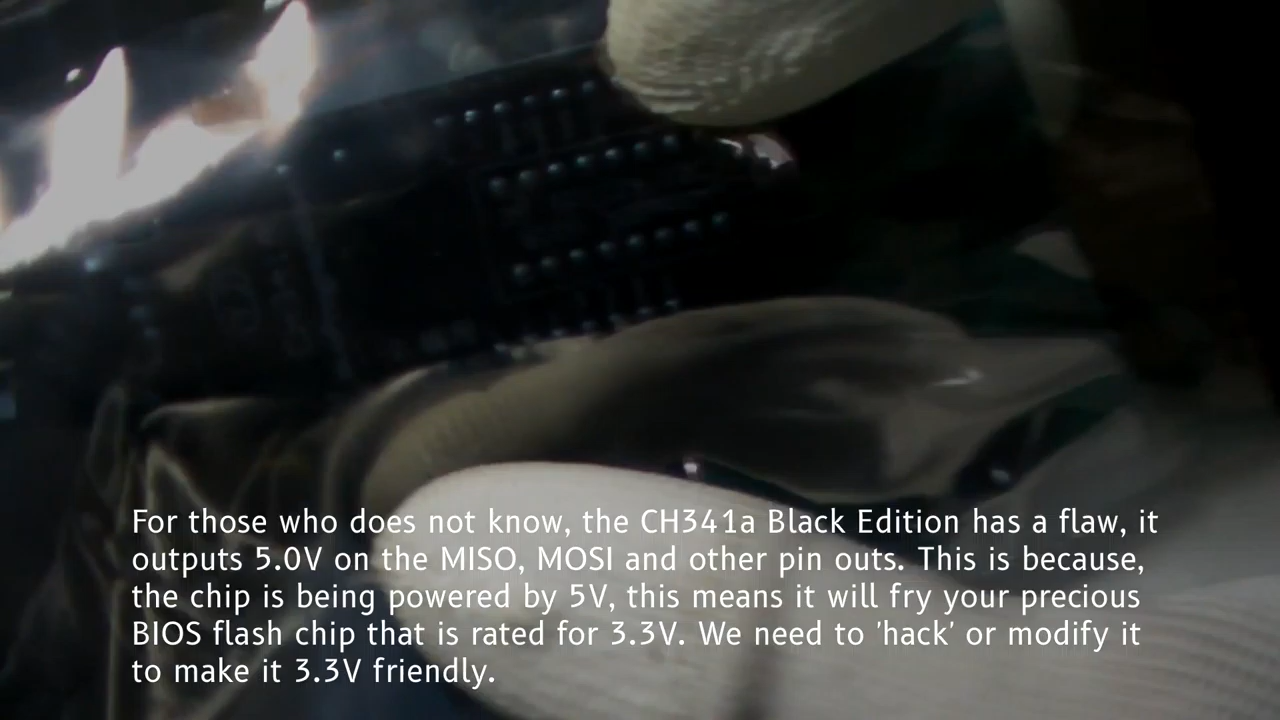 For those who does not know, the CH341a Black Edition has a flaw, it
outputs 5.0V on the MISO, MOSI and other pin outs. This is because,
the chip is being powered by 5V, this means it will fry your precious
BIOS flash chip that is rated for 3.3V. We need to 'hack' or modify it
to make it 3.3V friendly.